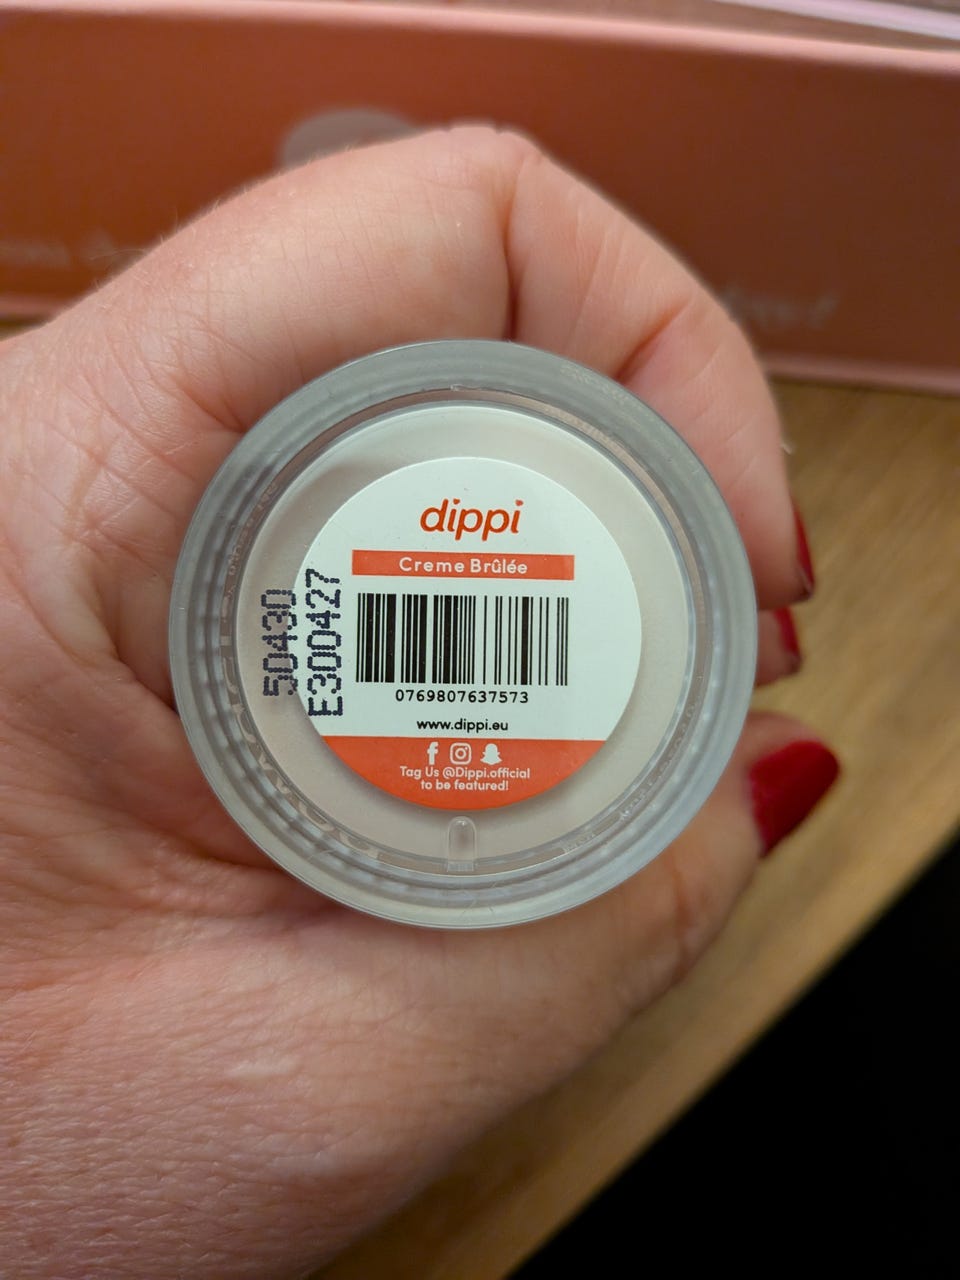 dippi
Creme Brûlée
0769807637573
www.dippi.eu
Tag Us @Dippi.official
to be featured!
50430
E300427